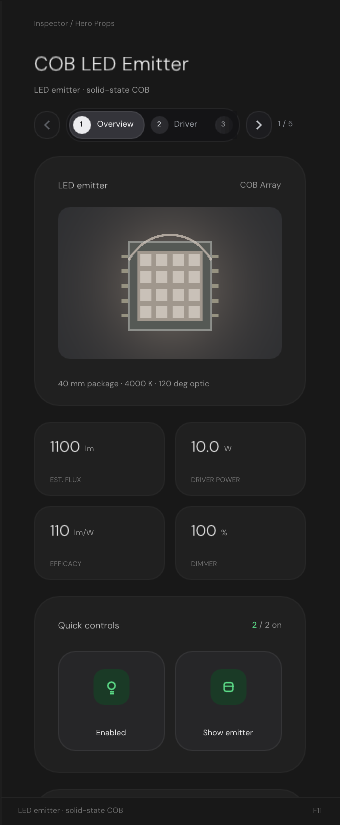 Inspector / Hero Props
COB LED Emitter
LED emitter · solid-state COB
1 Overview 2 Driver 3 1 / 5
LED emitter COB Array
40 mm package · 4000 K · 120 deg optic
1100 lm 10.0 W
EST. FLUX DRIVER POWER
110 lm/W 100 %
EFFICACY DIMMER
Quick controls 2 / 2 on
Enabled Show emitter
LED emitter · solid-state COB